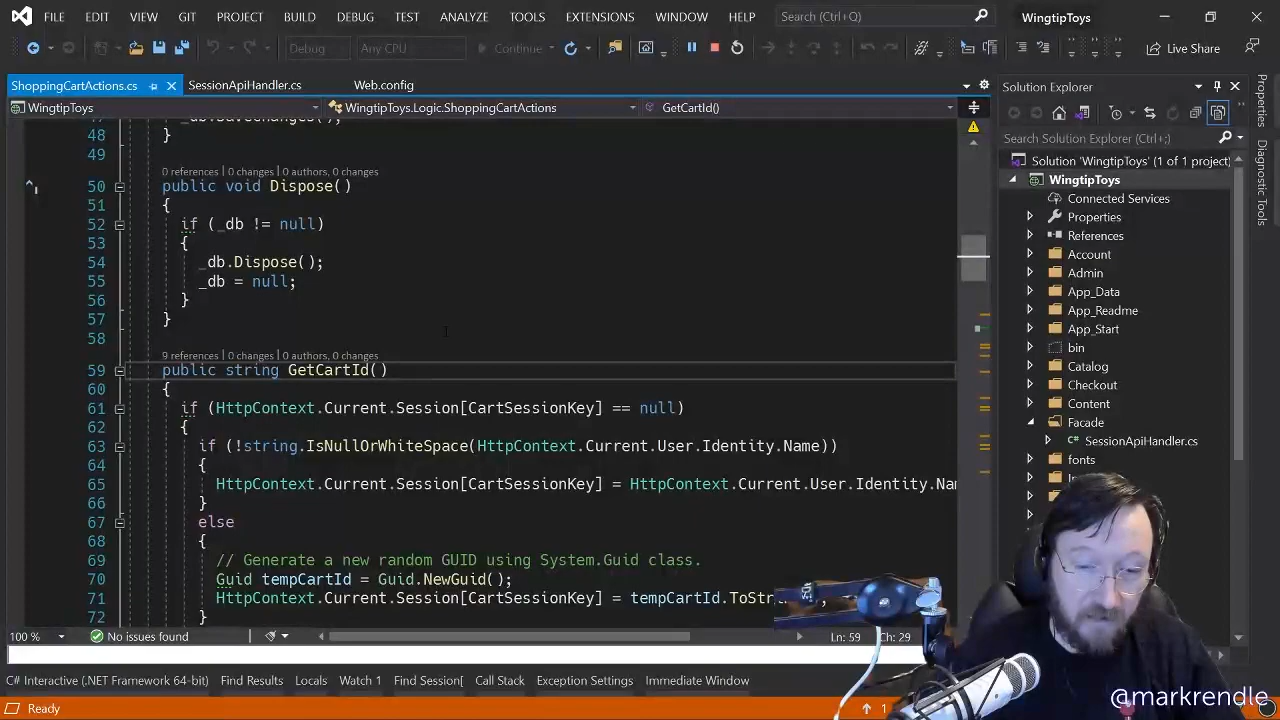 FILE EDIT VIEW GIT PROJECT BUILD DEBUG TEST ANALYZE TOOLS EXTENSIONS WINDOW HELP Search (Ctrl+Q) WingtipToys
Debug Any CPU Continue Live Share
ShoppingCartActions.cs SessionApiHandler.cs Web.config
WingtipToys WingtipToys.Logic.ShoppingCartActions GetCartId()
48 }
49
0 references | 0 changes | 0 authors, 0 changes
50 public void Dispose()
51 {
52 if (_db != null)
53 {
54 _db.Dispose();
55 _db = null;
56 }
57 }
58
9 references | 0 changes | 0 authors, 0 changes
59 public string GetCartId()
60 {
61 if (HttpContext.Current.Session[CartSessionKey] == null)
62 {
63 if (!string.IsNullOrWhiteSpace(HttpContext.Current.User.Identity.Name))
64 {
65 HttpContext.Current.Session[CartSessionKey] = HttpContext.Current.User.Identity.Nam
66 }
67 else
68 {
69 // Generate a new random GUID using System.Guid class.
70 Guid tempCartId = Guid.NewGuid();
71 HttpContext.Current.Session[CartSessionKey] = tempCartId.ToStr
72 }
100 % No issues found Ln: 59 Ch: 29
C# Interactive (.NET Framework 64-bit) Find Results Locals Watch 1 Find Session[ Call Stack Exception Settings Immediate Window
Ready 1
Solution Explorer
Search Solution Explorer (Ctrl+;)
Solution 'WingtipToys' (1 of 1 project)
WingtipToys
Connected Services
Properties
References
Account
Admin
App_Data
App_Readme
App_Start
bin
Catalog
Checkout
Content
Facade
C# SessionApiHandler.cs
fonts
Properties
Diagnostic Tools
@markrendle